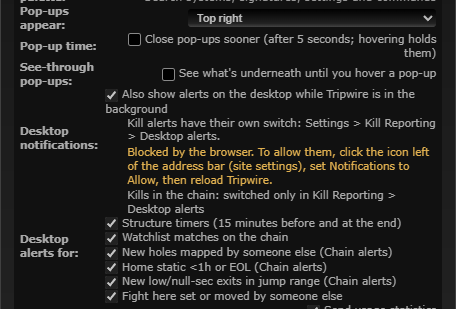 Pop-ups appear:
Top right
Pop-up time:
Close pop-ups sooner (after 5 seconds; hovering holds
them)
See-through
pop-ups:
See what's underneath until you hover a pop-up
Desktop
notifications:
Also show alerts on the desktop while Tripwire is in the
background
Kill alerts have their own switch: Settings > Kill Reporting
> Desktop alerts.
Blocked by the browser. To allow them, click the icon left
of the address bar (site settings), set Notifications to
Allow, then reload Tripwire.
Kills in the chain: switched only in Kill Reporting >
Desktop alerts
Desktop
alerts for:
Structure timers (15 minutes before and at the end)
Watchlist matches on the chain
New holes mapped by someone else (Chain alerts)
Home static <1h or EOL (Chain alerts)
New low/null-sec exits in jump range (Chain alerts)
Fight here set or moved by someone else